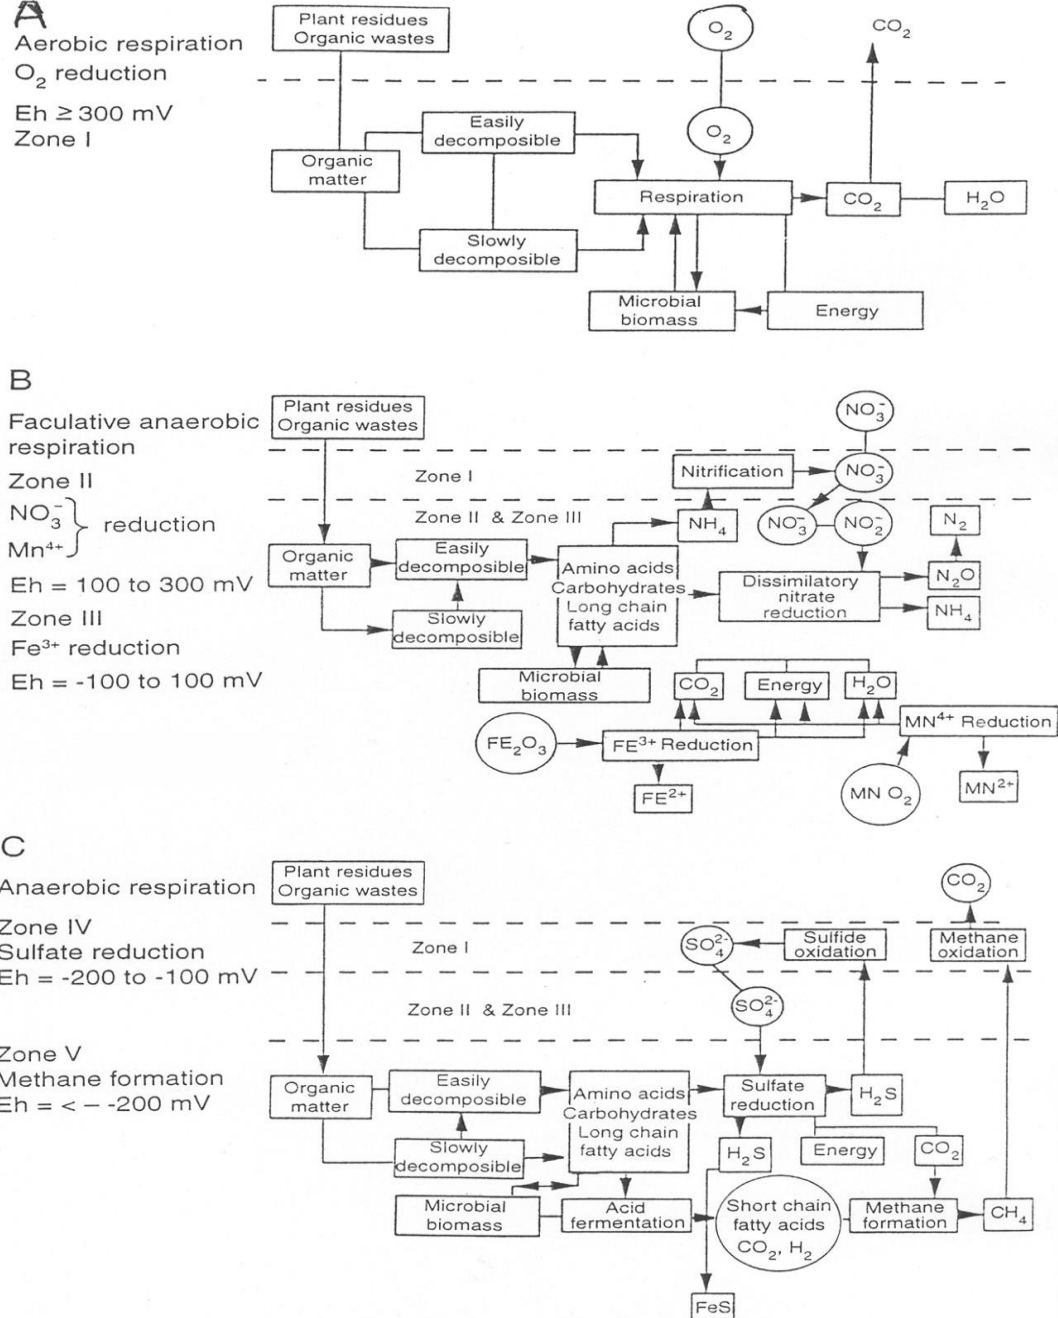 A
Aerobic respiration
O₂ reduction
Eh ≥ 300 mV
Zone I
Plant residues
Organic wastes
O₂
CO₂
Easily
decomposible
O₂
Organic
matter
Respiration
CO₂
H₂O
Slowly
decomposible
Microbial
biomass
Energy
B
Faculative anaerobic
respiration
Zone II
NO₃⁻
Mn⁴⁺
reduction
Eh = 100 to 300 mV
Zone III
Fe³⁺ reduction
Eh = -100 to 100 mV
Plant residues
Organic wastes
NO₃⁻
Zone I
Nitrification
NO₃⁻
Zone II & Zone III
NH₄
NO₃⁻
NO₂⁻
N₂
Organic
matter
Easily
decomposible
Amino acids
Carbohydrates
Long chain
fatty acids
Dissimilatory
nitrate
reduction
N₂O
NH₄
Slowly
decomposible
Microbial
biomass
CO₂
Energy
H₂O
FE₂O₃
FE³⁺ Reduction
MN⁴⁺ Reduction
FE²⁺
MN O₂
MN²⁺
C
Anaerobic respiration
Zone IV
Sulfate reduction
Eh = -200 to -100 mV
Zone V
Methane formation
Eh = < – -200 mV
Plant residues
Organic wastes
CO₂
Zone I
SO₄²⁻
Sulfide
oxidation
Methane
oxidation
Zone II & Zone III
SO₄²⁻
Organic
matter
Easily
decomposible
Amino acids
Carbohydrates
Long chain
fatty acids
Sulfate
reduction
H₂S
Slowly
decomposible
H₂S
Energy
CO₂
Microbial
biomass
Acid
fermentation
Short chain
fatty acids
CO₂, H₂
Methane
formation
CH₄
FeS